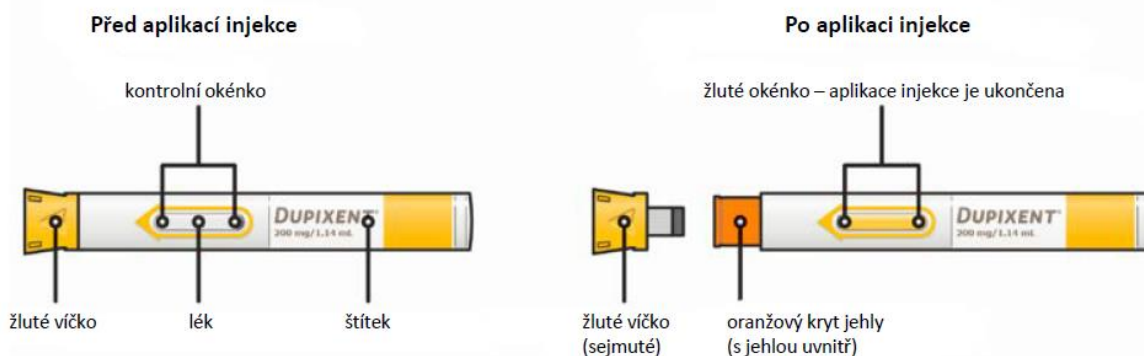 Před aplikací injekce
kontrolní okénko
DUPIXENT
200 mg/1.14 mL
žluté víčko
lék
štítek
Po aplikaci injekce
žluté okénko – aplikace injekce je ukončena
DUPIXENT
200 mg/1.14 mL
žluté víčko
(sejmuté)
oranžový kryt jehly
(s jehlou uvnitř)